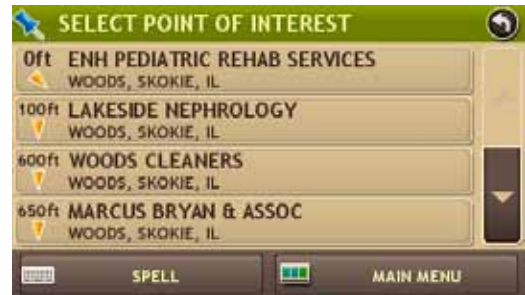 SELECT POINT OF INTEREST
0ft ENH PEDIATRIC REHAB SERVICES
WOODS, SKOKIE, IL
100ft LAKESIDE NEPHROLOGY
WOODS, SKOKIE, IL
600ft WOODS CLEANERS
WOODS, SKOKIE, IL
650ft MARCUS BRYAN & ASSOC
WOODS, SKOKIE, IL
SPELL MAIN MENU